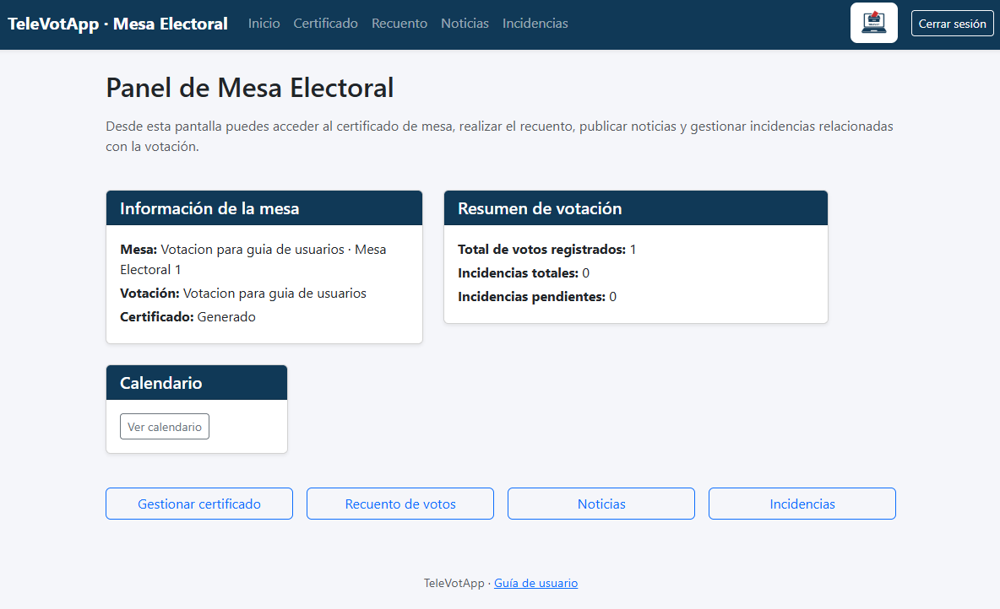 TeleVotApp · Mesa Electoral
Inicio
Certificado
Recuento
Noticias
Incidencias
Cerrar sesión
Panel de Mesa Electoral
Desde esta pantalla puedes acceder al certificado de mesa, realizar el recuento, publicar noticias y gestionar incidencias relacionadas
con la votación.
Información de la mesa
Mesa: Votacion para guia de usuarios · Mesa
Electoral 1
Votación: Votacion para guia de usuarios
Certificado: Generado
Resumen de votación
Total de votos registrados: 1
Incidencias totales: 0
Incidencias pendientes: 0
Calendario
Ver calendario
Gestionar certificado
Recuento de votos
Noticias
Incidencias
TeleVotApp · Guía de usuario